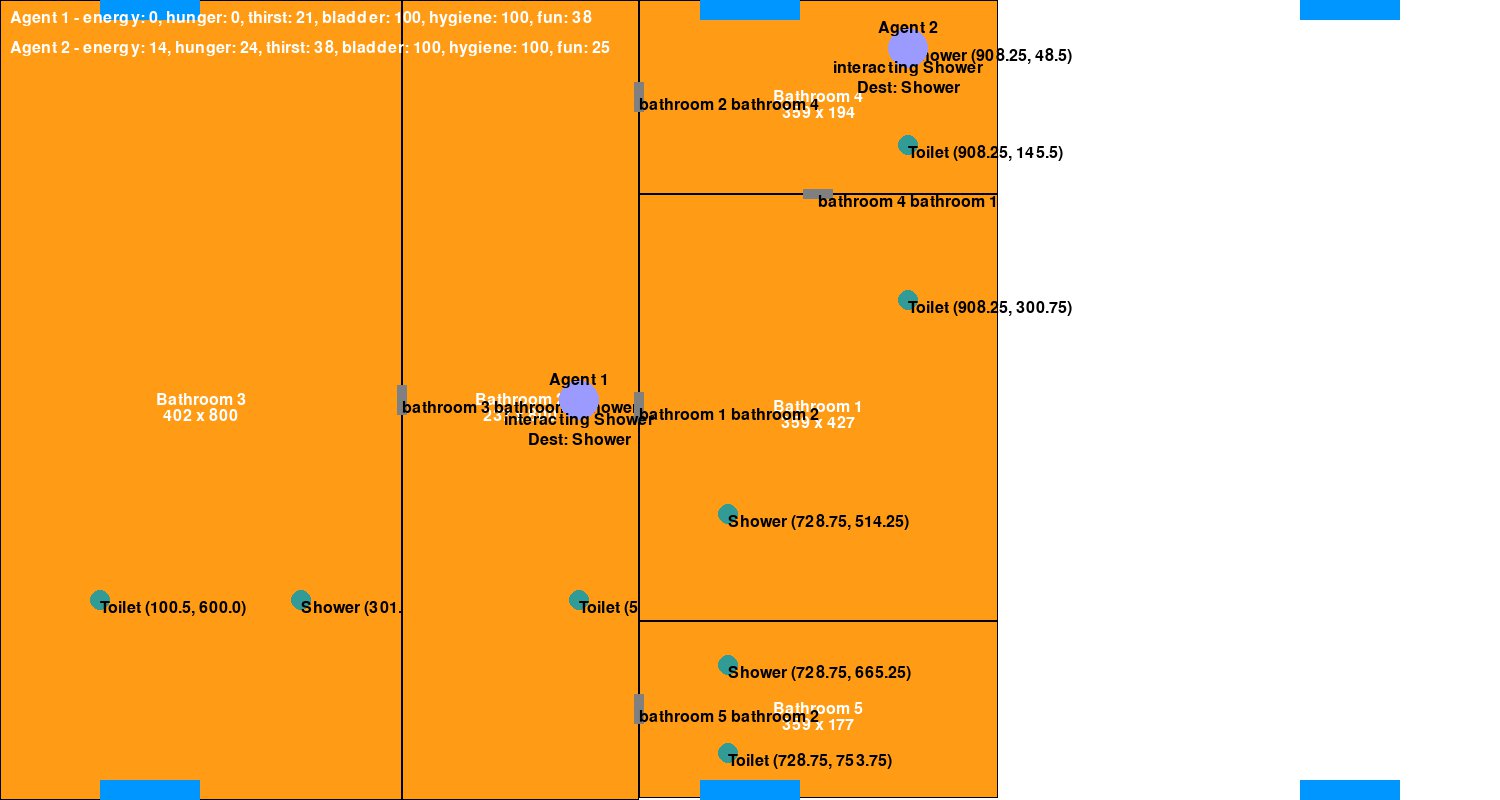 Agent 1 - energy: 0, hunger: 0, thirst: 21, bladder: 100, hygiene: 100, fun: 38
Agent 2 - energy: 14, hunger: 24, thirst: 38, bladder: 100, hygiene: 100, fun: 25
Agent 2
(908.25, 48.5)
interacting Shower
Dest: Shower
Bathroom 4
359 x 194
bathroom 2 bathroom 4
Toilet (908.25, 145.5)
bathroom 4 bathroom 1
Toilet (908.25, 300.75)
Agent 1
Bathroom 3
402 x 800
bathroom 3
interacting Shower
Dest: Shower
Bathroom 1
359 x 427
bathroom 1 bathroom 2
Shower (728.75, 514.25)
Toilet (100.5, 600.0)
Shower (301.
Toilet (5
Shower (728.75, 665.25)
Bathroom 5
359 x 177
bathroom 5 bathroom 2
Toilet (728.75, 753.75)